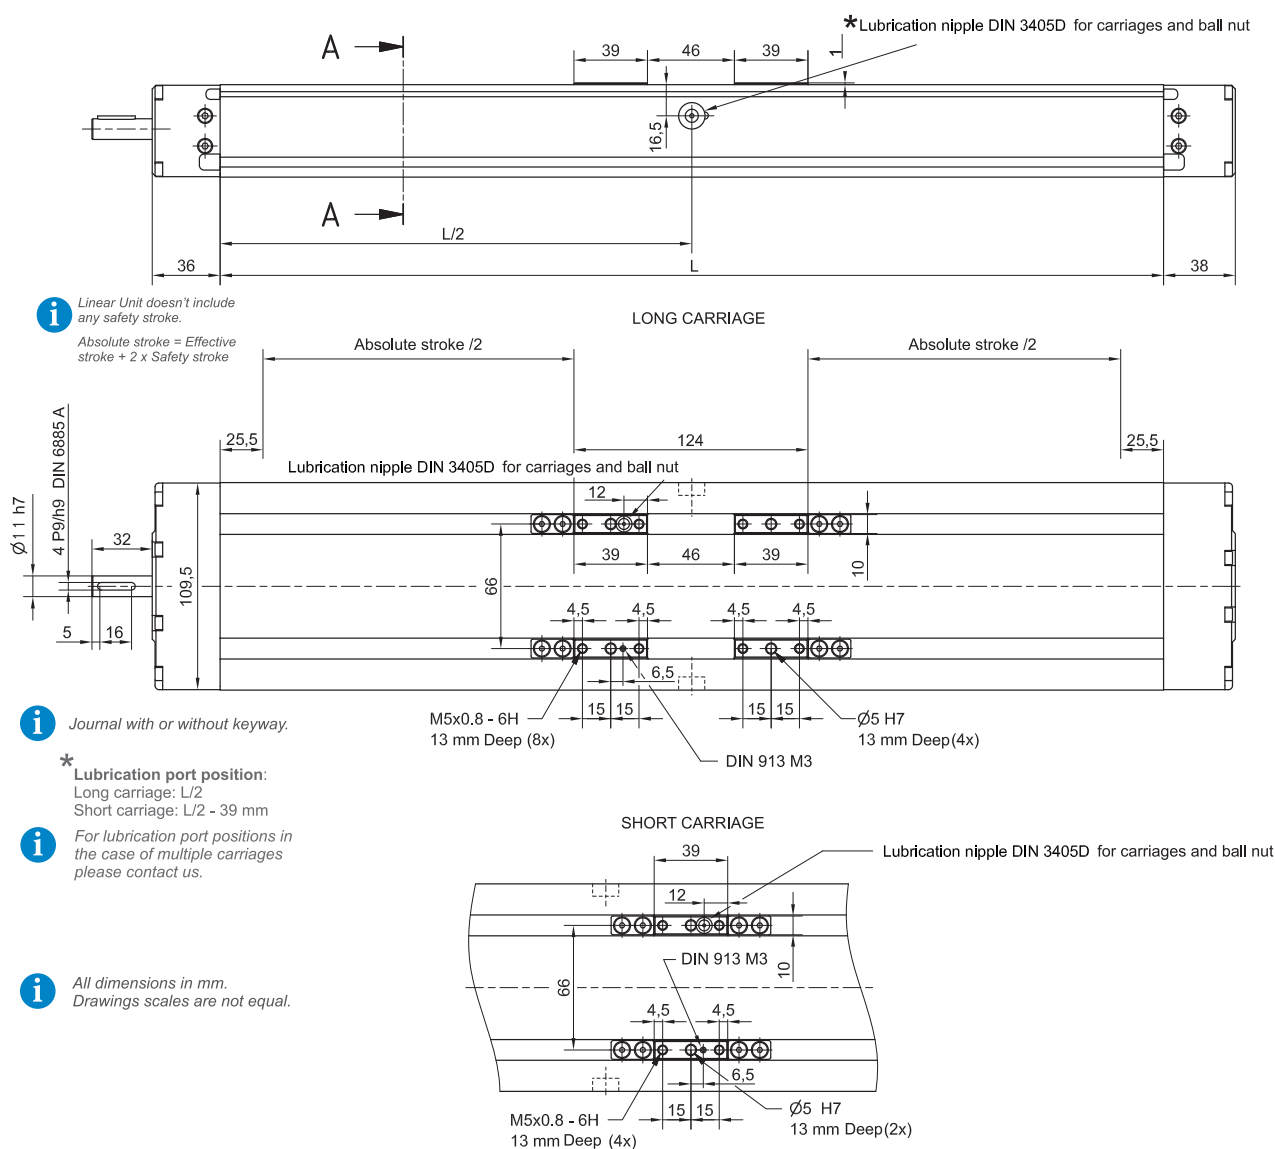 * Lubrication nipple DIN 3405D for carriages and ball nut
A
39
46
39
1
16,5
A
L/2
36
L
38
i
Linear Unit doesn't include
any safety stroke.
Absolute stroke = Effective
stroke + 2 x Safety stroke
LONG CARRIAGE
Absolute stroke /2
Absolute stroke /2
25,5
124
25,5
Lubrication nipple DIN 3405D for carriages and ball nut
Ø11 h7
4 P9/h9 DIN 6885 A
12
32
109,5
39
46
39
10
66
4,5
4,5
4,5
4,5
5
16
6,5
15
15
15
15
M5x0.8 - 6H
13 mm Deep (8x)
Ø5 H7
13 mm Deep(4x)
DIN 913 M3
i
Journal with or without keyway.
*
Lubrication port position:
Long carriage: L/2
Short carriage: L/2 - 39 mm
i
For lubrication port positions in
the case of multiple carriages
please contact us.
SHORT CARRIAGE
39
Lubrication nipple DIN 3405D for carriages and ball nut
12
DIN 913 M3
10
66
i
All dimensions in mm.
Drawings scales are not equal.
4,5
4,5
6,5
15
15
M5x0.8 - 6H
13 mm Deep (4x)
Ø5 H7
13 mm Deep(2x)